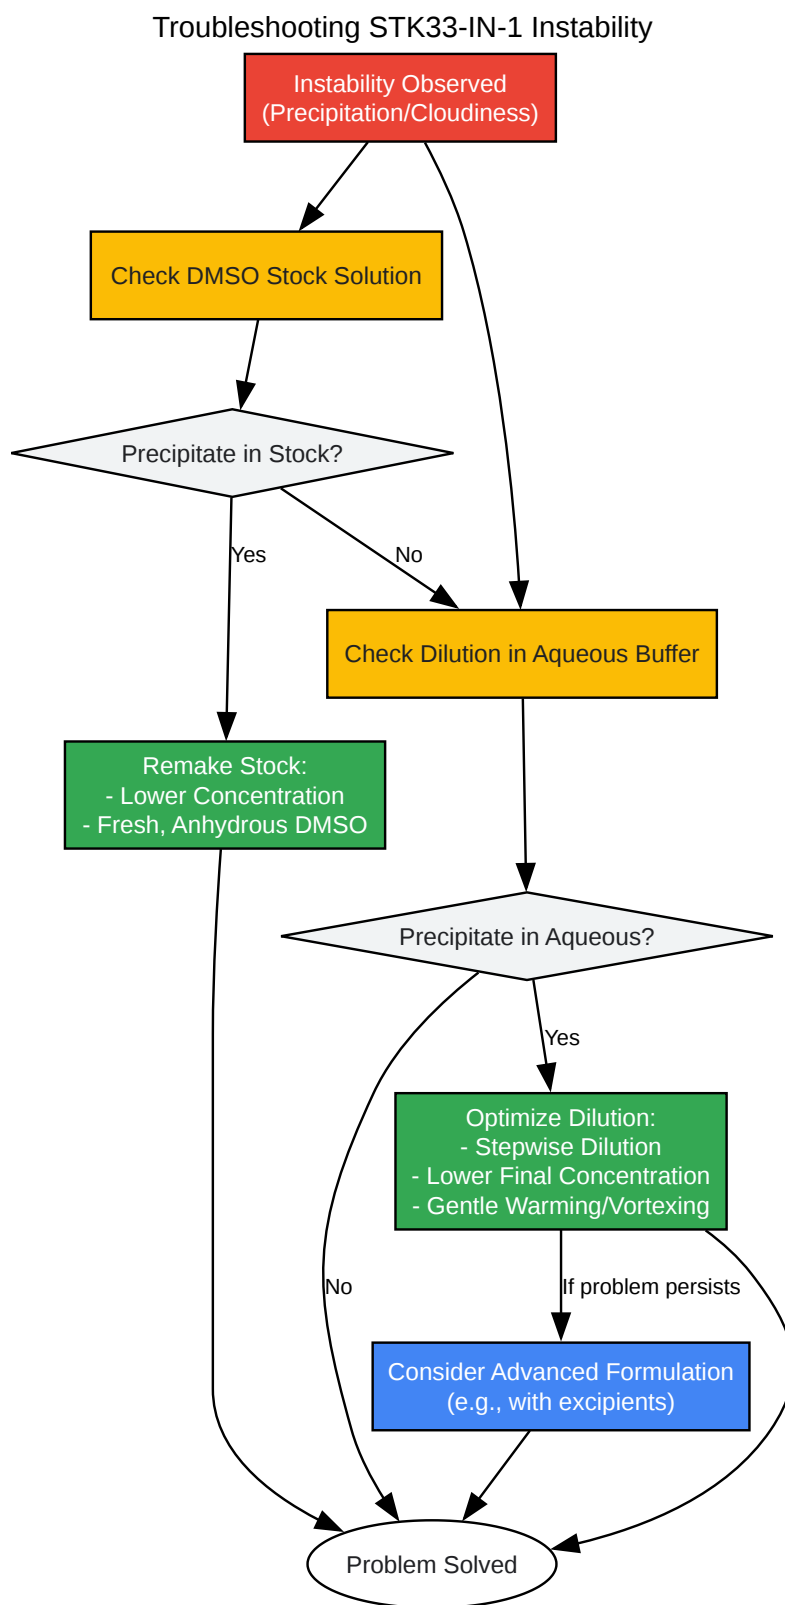 Troubleshooting STK33-IN-1 Instability
Instability Observed
(Precipitation/Cloudiness)
Check DMSO Stock Solution
Precipitate in Stock?
Yes
No
Check Dilution in Aqueous Buffer
Remake Stock:
- Lower Concentration
- Fresh, Anhydrous DMSO
Precipitate in Aqueous?
Yes
Optimize Dilution:
- Stepwise Dilution
- Lower Final Concentration
- Gentle Warming/Vortexing
No
If problem persists
Consider Advanced Formulation
(e.g., with excipients)
Problem Solved